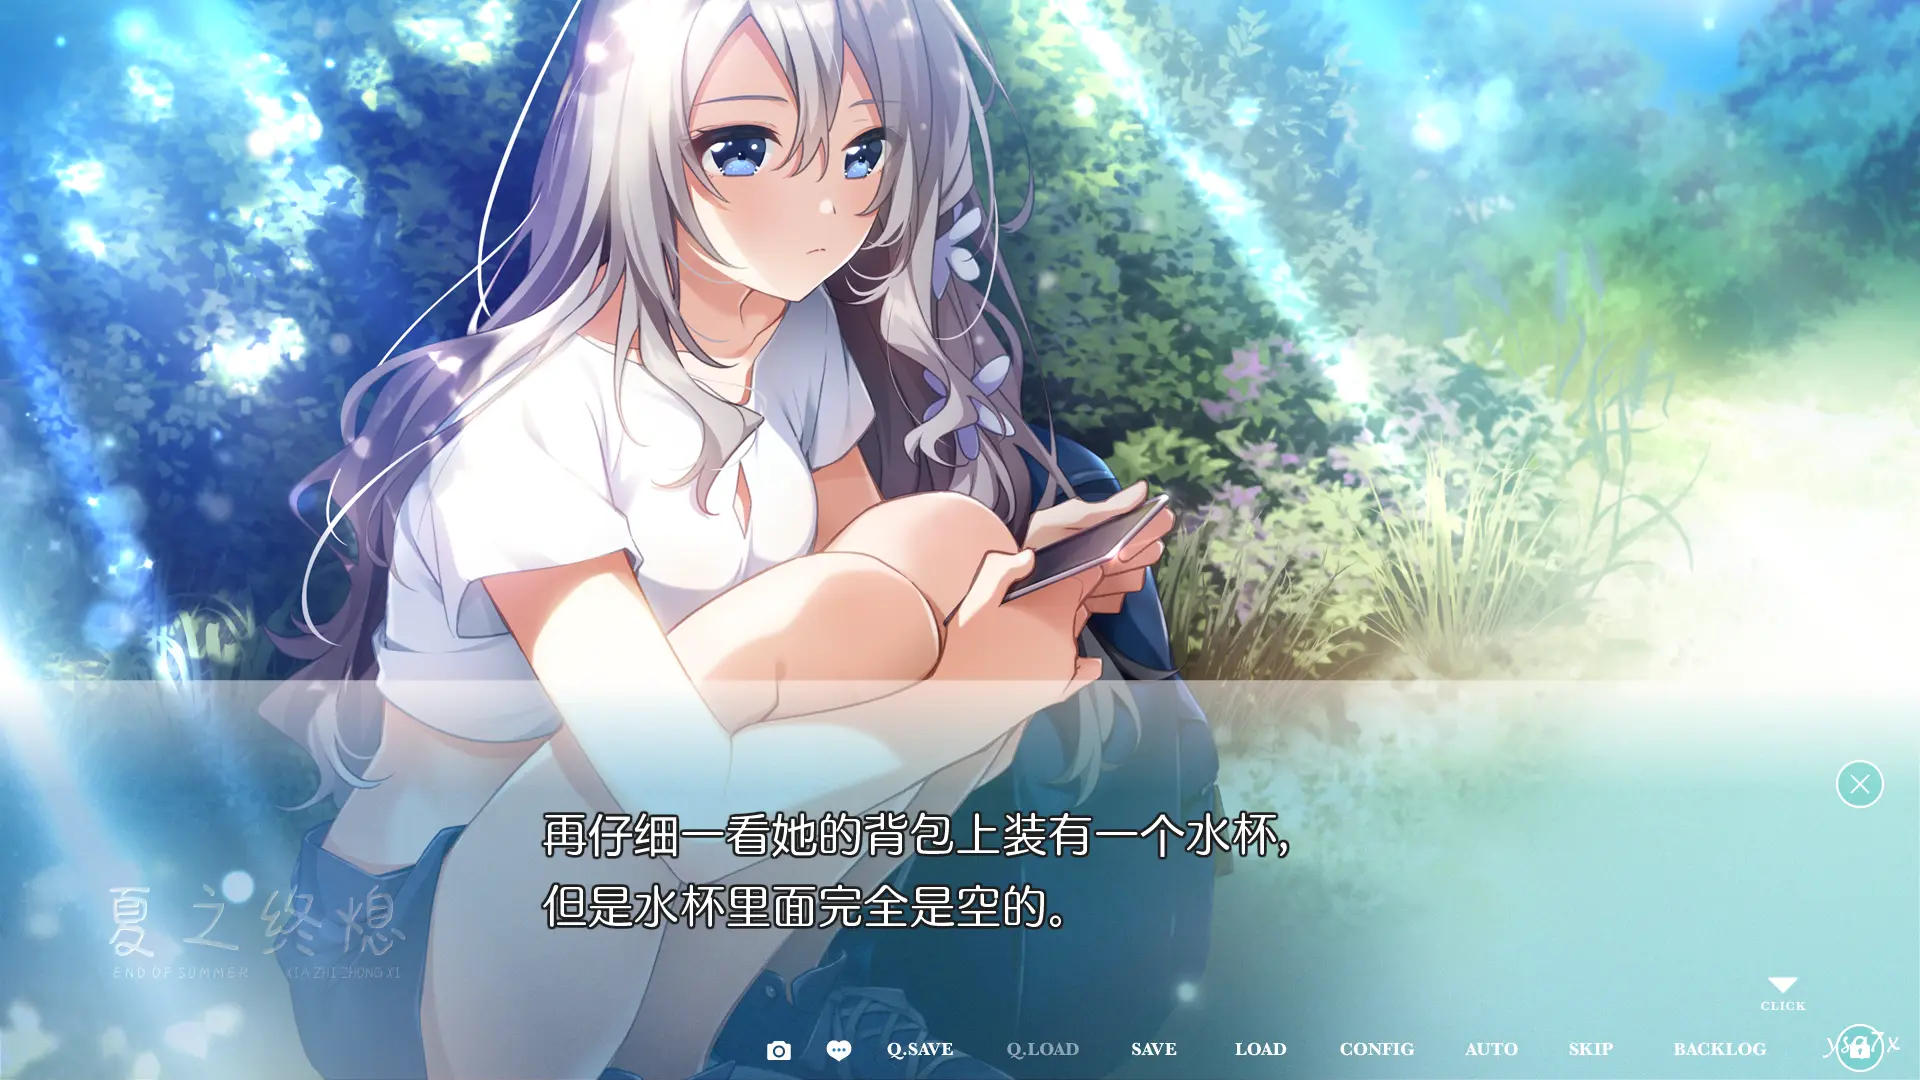 再仔细一看她的背包上装有一个水杯,
但是水杯里面完全是空的。
夏之终熄
END OF SUMMER XIA ZHI ZHONG XI
CLICK
Q.SAVE Q.LOAD SAVE LOAD CONFIG AUTO SKIP BACKLOG